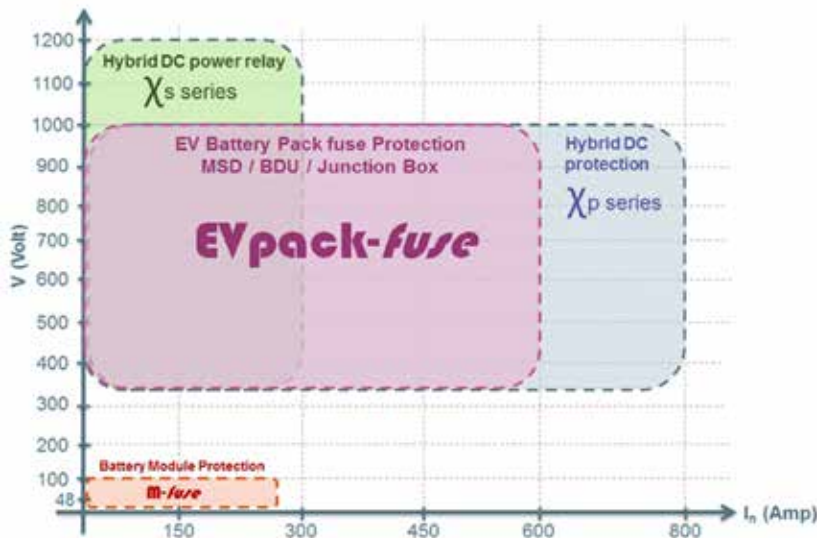 1200
1100
1000
900
800
700
600
500
400
300
200
100
48
V (Volt)
Hybrid DC power relay
χs series
EV Battery Pack fuse Protection
MSD / BDU / Junction Box
EVpack-fuse
Hybrid DC
protection
χp series
Battery Module Protection
m-fuse
150
300
450
600
800
In (Amp)